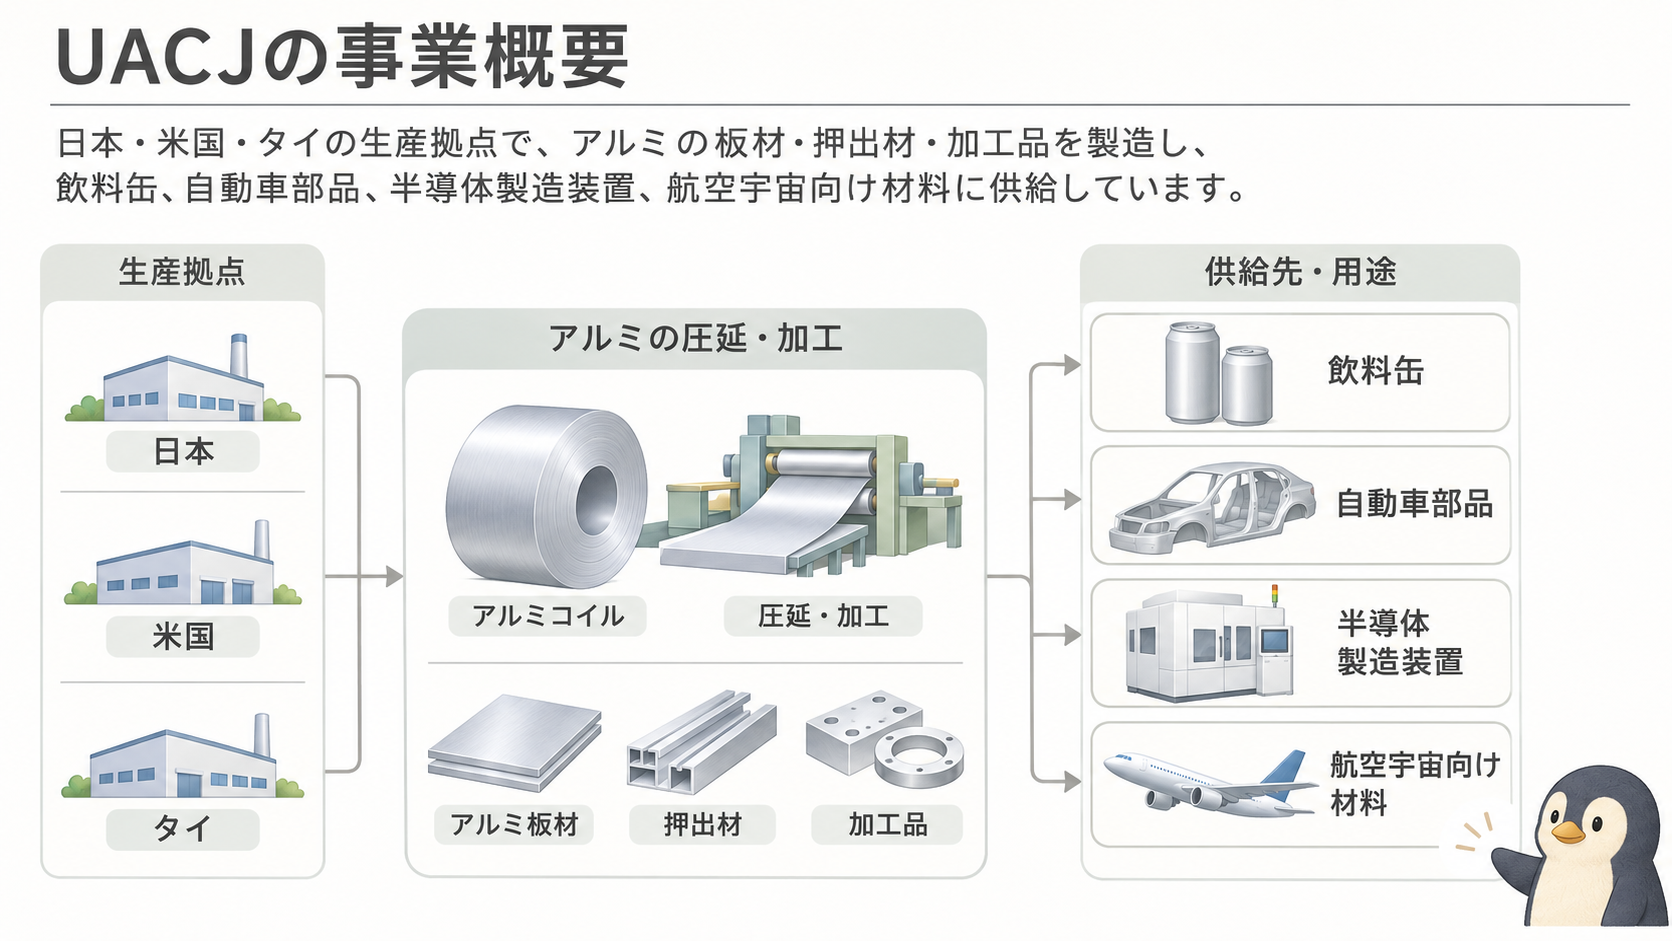 UACJの事業概要
日本・米国・タイの生産拠点で、アルミの板材・押出材・加工品を製造し、
飲料缶、自動車部品、半導体製造装置、航空宇宙向け材料に供給しています。
生産拠点
日本
米国
タイ
アルミの圧延・加工
アルミコイル
圧延・加工
アルミ板材
押出材
加工品
供給先・用途
飲料缶
自動車部品
半導体
製造装置
航空宇宙向け
材料